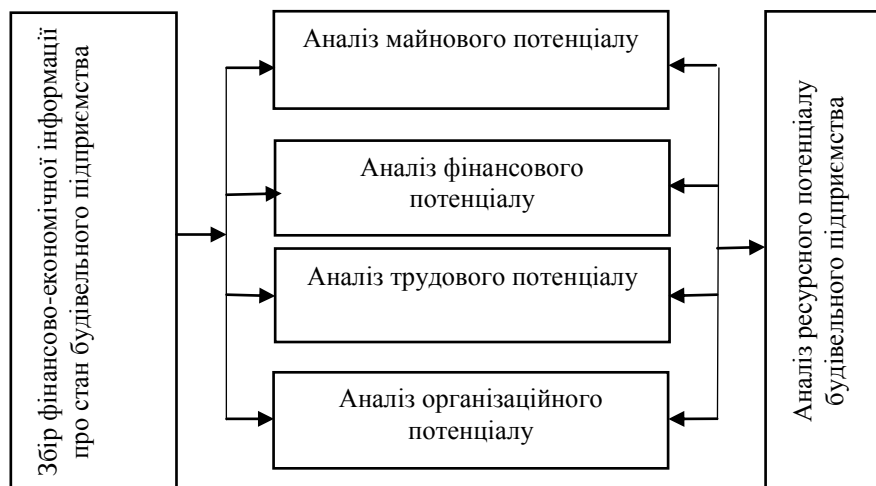 Збір фінансово-економічної інформації
про стан будівельного підприємства
Аналіз майнового потенціалу
Аналіз фінансового
потенціалу
Аналіз трудового потенціалу
Аналіз організаційного
потенціалу
Аналіз ресурсного потенціалу
будівельного підприємства